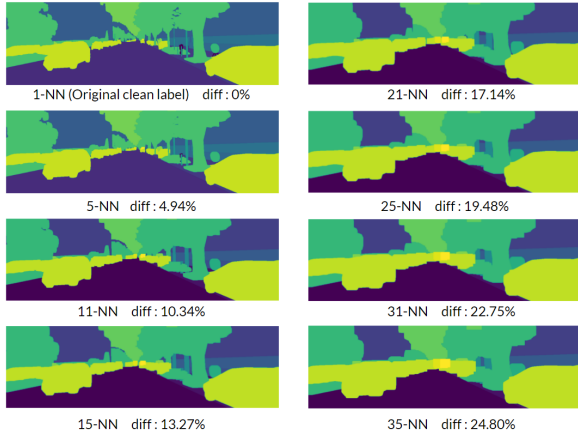 1-NN (Original clean label) diff : 0%
21-NN diff : 17.14%
5-NN diff : 4.94%
25-NN diff : 19.48%
11-NN diff : 10.34%
31-NN diff : 22.75%
15-NN diff : 13.27%
35-NN diff : 24.80%